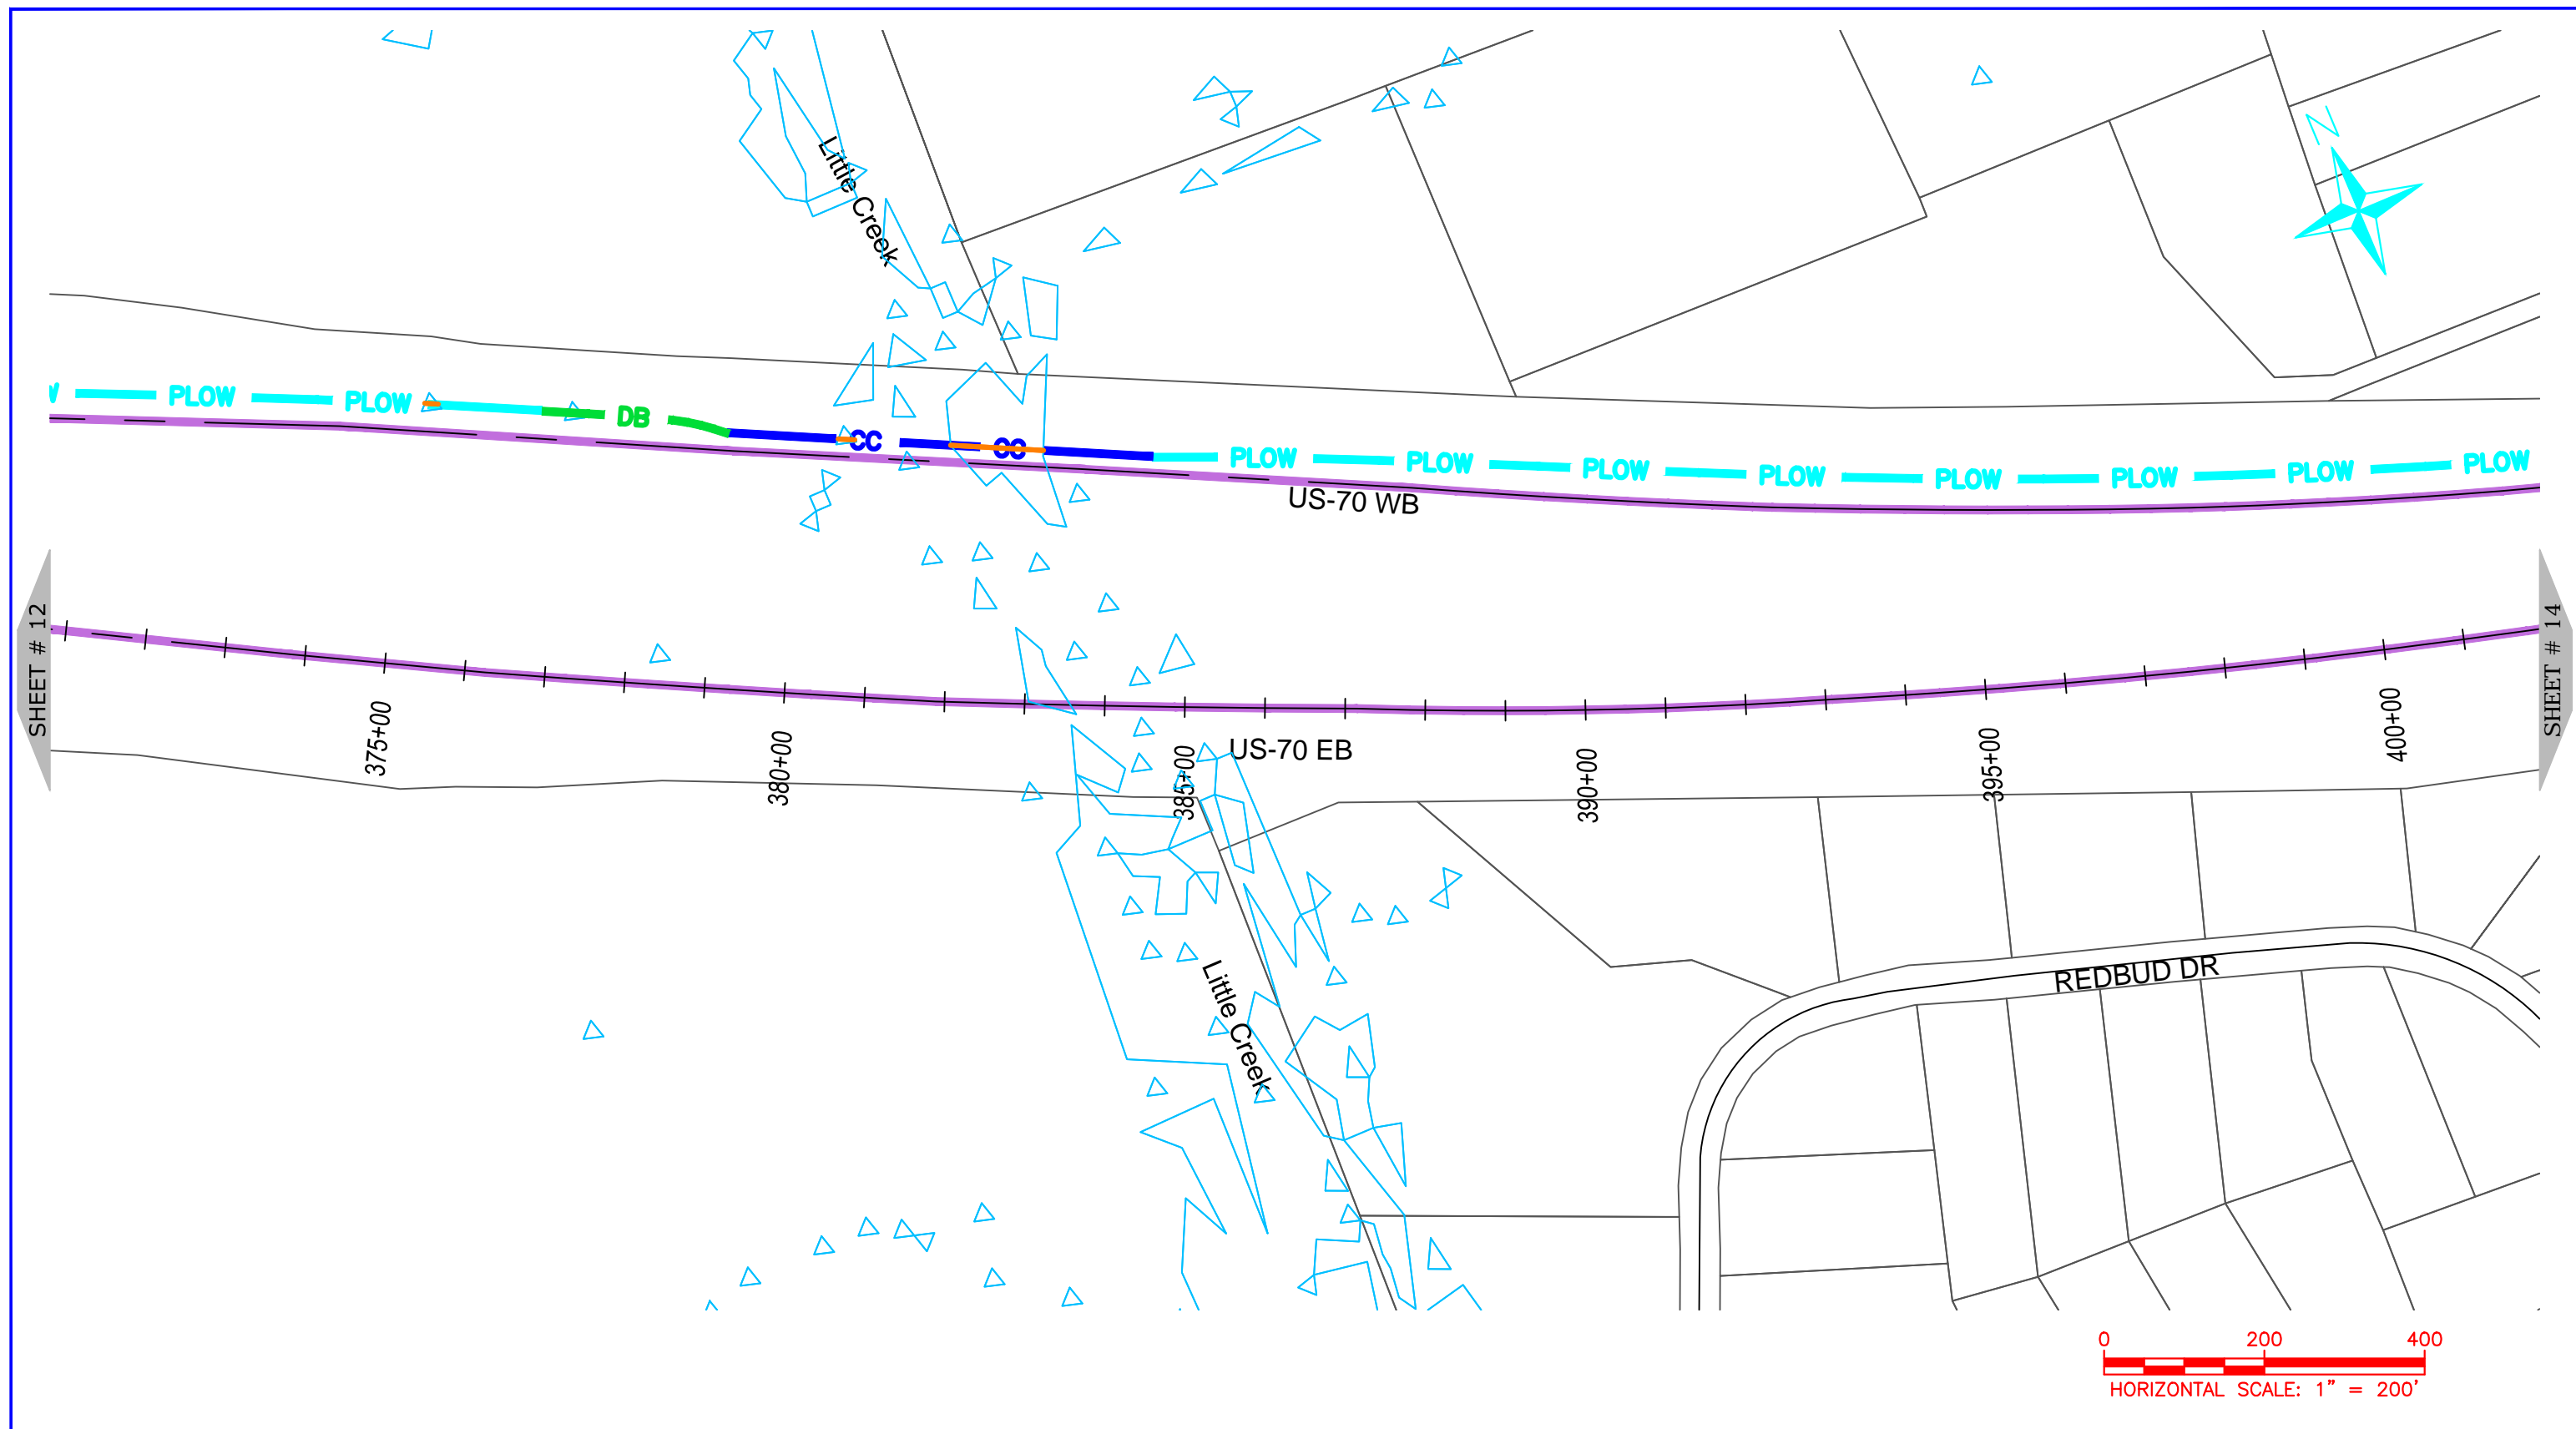 N
Little Creek
W PLOW PLOW DB CC CC PLOW PLOW PLOW PLOW PLOW PLOW PLOW PLOW
US-70 WB
SHEET # 12
SHEET # 14
375+00
380+00
385+00
390+00
395+00
400+00
US-70 EB
Little Creek
REDBUD DR
0 200 400
HORIZONTAL SCALE: 1" = 200'